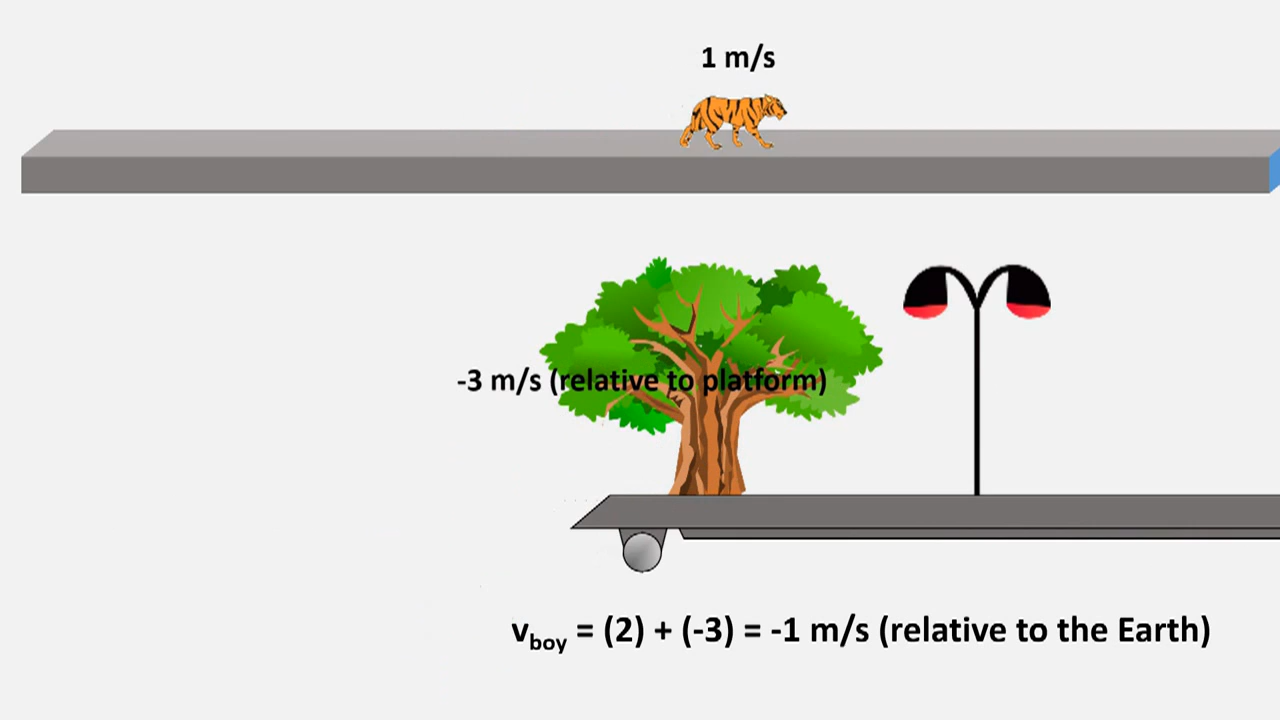 1 m/s
-3 m/s (relative to platform)
vboy = (2) + (-3) = -1 m/s (relative to the Earth)